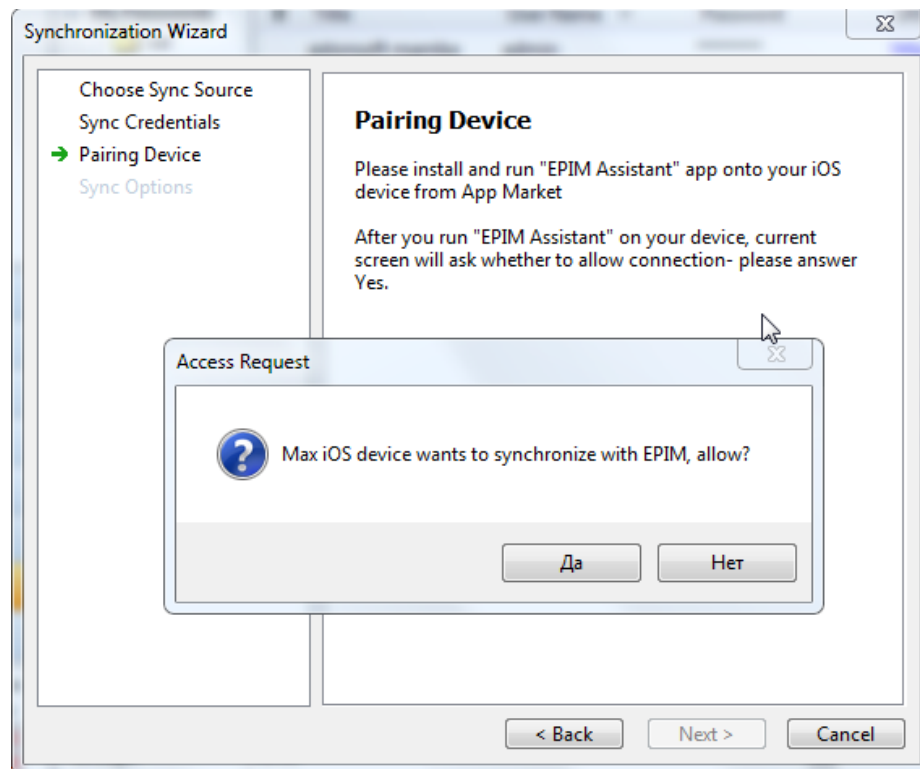 Synchronization Wizard
Choose Sync Source
Sync Credentials
Pairing Device
Sync Options
Pairing Device
Please install and run "EPIM Assistant" app onto your iOS
device from App Market
After you run "EPIM Assistant" on your device, current
screen will ask whether to allow connection- please answer
Yes.
Access Request
Max iOS device wants to synchronize with EPIM, allow?
Да
Нет
< Back
Next >
Cancel